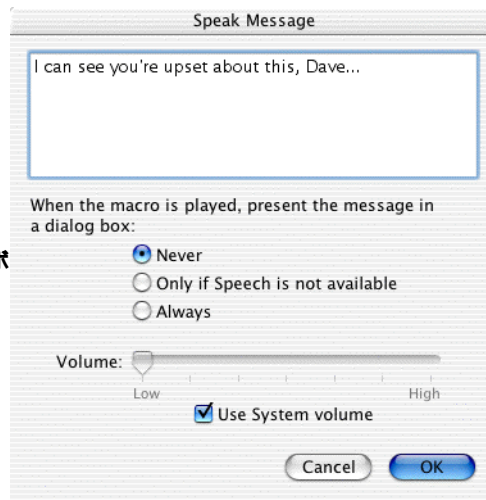 Speak Message
I can see you're upset about this, Dave...
When the macro is played, present the message in
a dialog box:
Never
Only if Speech is not available
Always
Volume:
Low High
Use System volume
Cancel OK